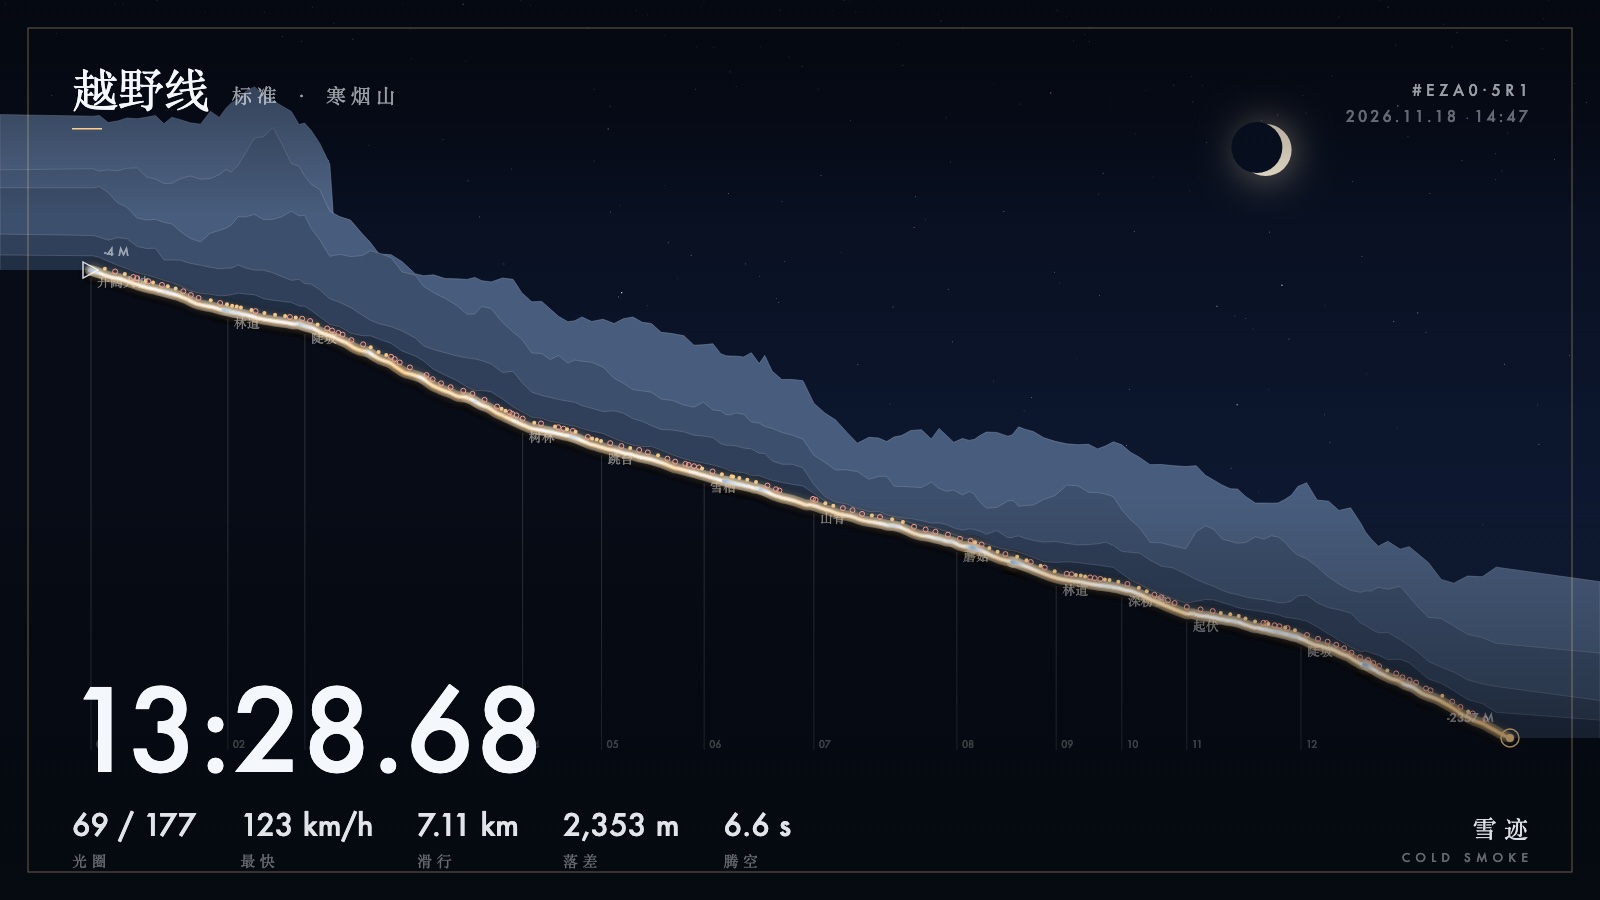 越野线 标准 · 寒烟山
#EZA0·5R1
2026.11.18 · 14:47
-4 M
林道
陡坡
树林
跳台
雪檐
山脊
蘑菇
林道
起伏
陡坡
-2357 M
02
05
06
07
08
09
10
11
12
13:28.68
69 / 177
光圈
123 km/h
最快
7.11 km
滑行
2,353 m
落差
6.6 s
腾空
雪迹
COLD SMOKE